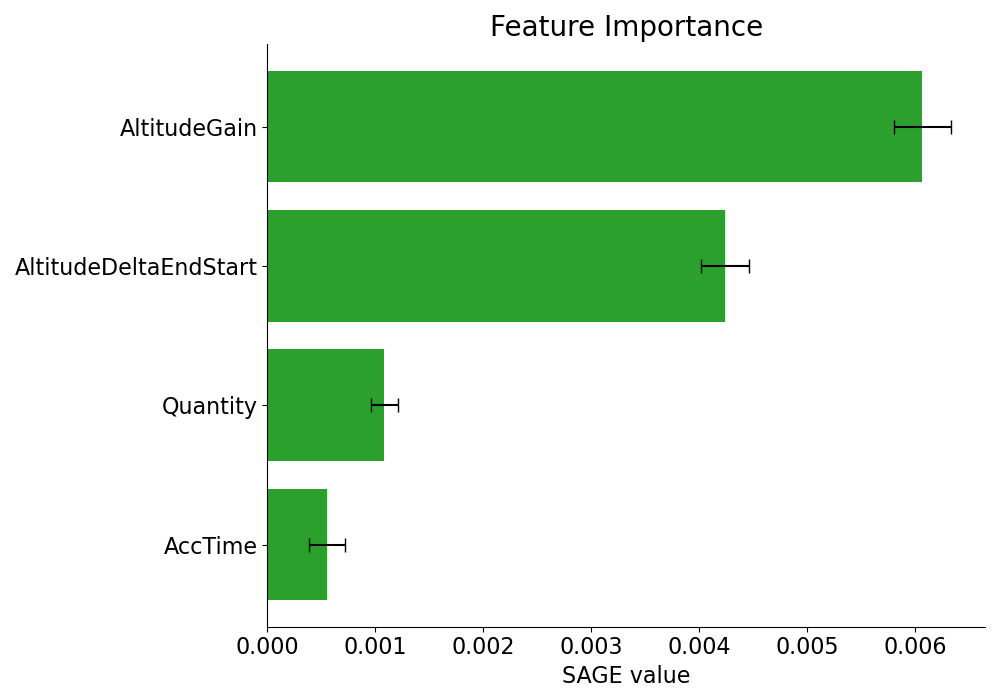 Feature Importance
AltitudeGain
AltitudeDeltaEndStart
Quantity
AccTime
0.000 0.001 0.002 0.003 0.004 0.005 0.006
SAGE value